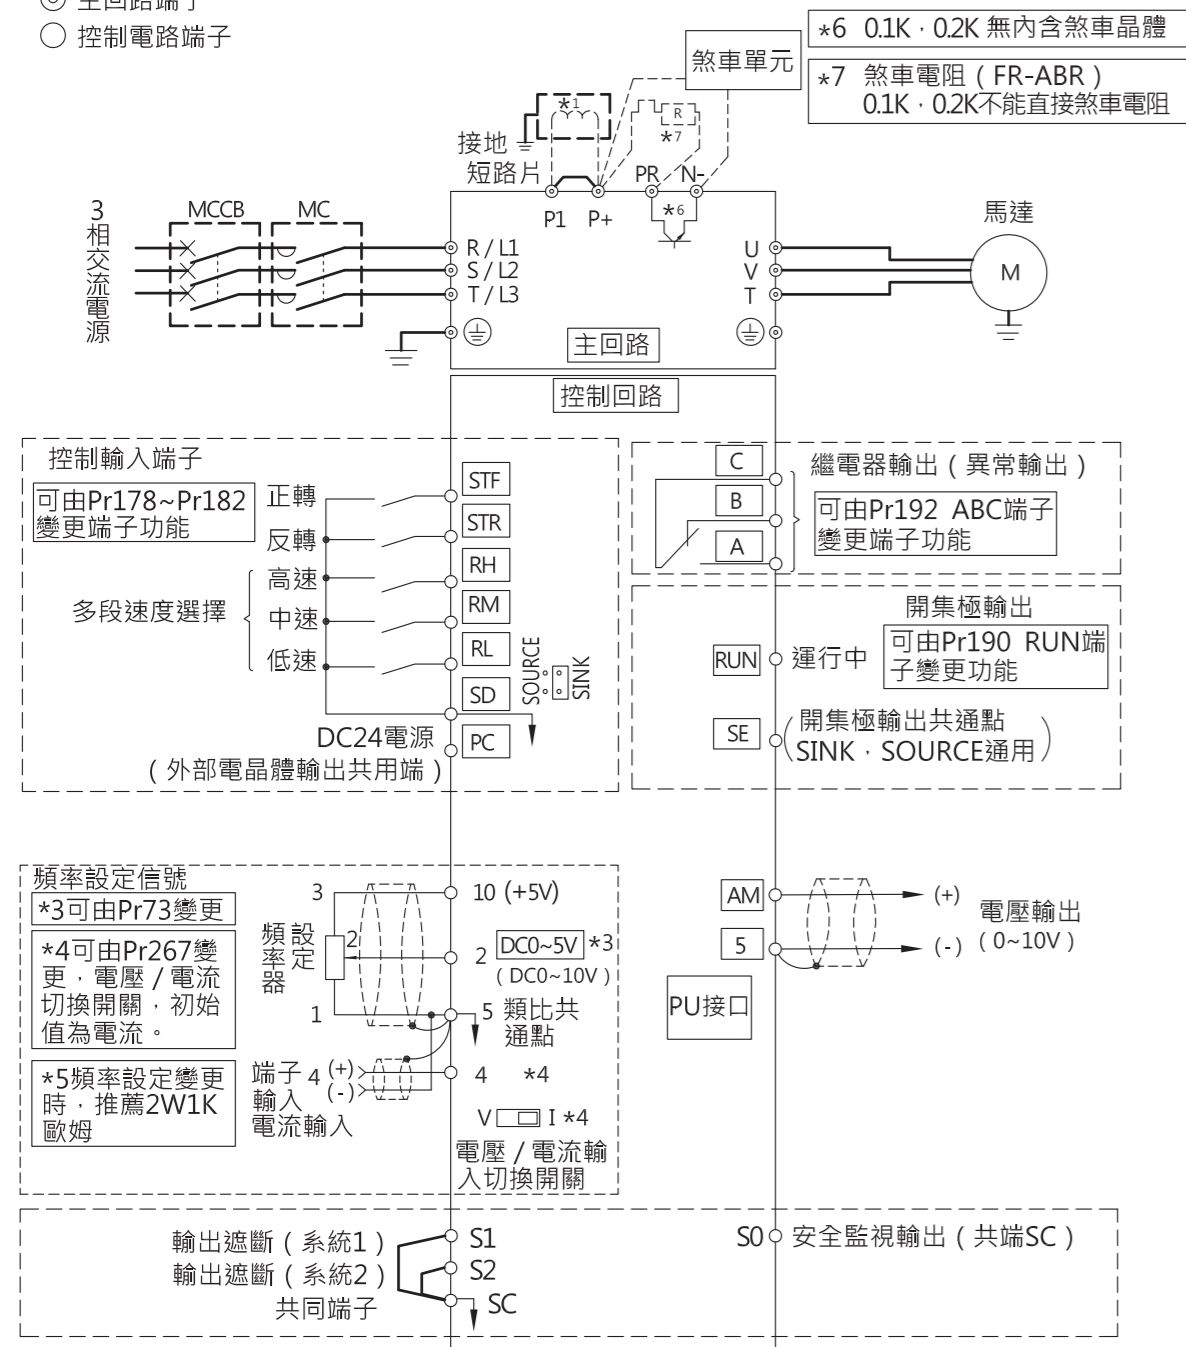 主回路端子
控制電路端子
*6 0.1K，0.2K 無內含煞車晶體
*7 煞車電阻（FR-ABR）
0.1K，0.2K不能直接煞車電阻
煞車單元
*1
R
*7
接地
短路片
PR
N-
P1
P+
*6
3
相
交
流
電
源
MCCB
MC
R / L1
S / L2
T / L3
U
V
T
馬達
M
主回路
控制回路
控制輸入端子
可由Pr178~Pr182
變更端子功能
正轉
反轉
高速
多段速度選擇
中速
低速
STF
STR
RH
RM
RL
SD
PC
SOURCE
SINK
DC24電源
（外部電晶體輸出共用端）
C
B
A
繼電器輸出（異常輸出）
可由Pr192 ABC端子
變更端子功能
開集極輸出
RUN
運行中
可由Pr190 RUN端
子變更功能
SE
開集極輸出共通點
SINK，SOURCE通用
頻率設定信號
*3可由Pr73變更
*4可由Pr267變
更，電壓 / 電流
切換開關，初始
值為電流。
*5頻率設定變更
時，推薦2W1K
歐姆
頻率器
設定
3
2
1
10 (+5V)
2 DC0~5V *3
（DC0~10V）
5 類比共
通點
端子 4 (+)
輸入 (-)
電流輸入
4 *4
V I *4
電壓 / 電流輸
入切換開關
AM
(+)
5
(-)
電壓輸出
（0~10V）
PU接口
輸出遮斷（系統1）
S1
輸出遮斷（系統2）
S2
共同端子
SC
S0
安全監視輸出（共端SC）